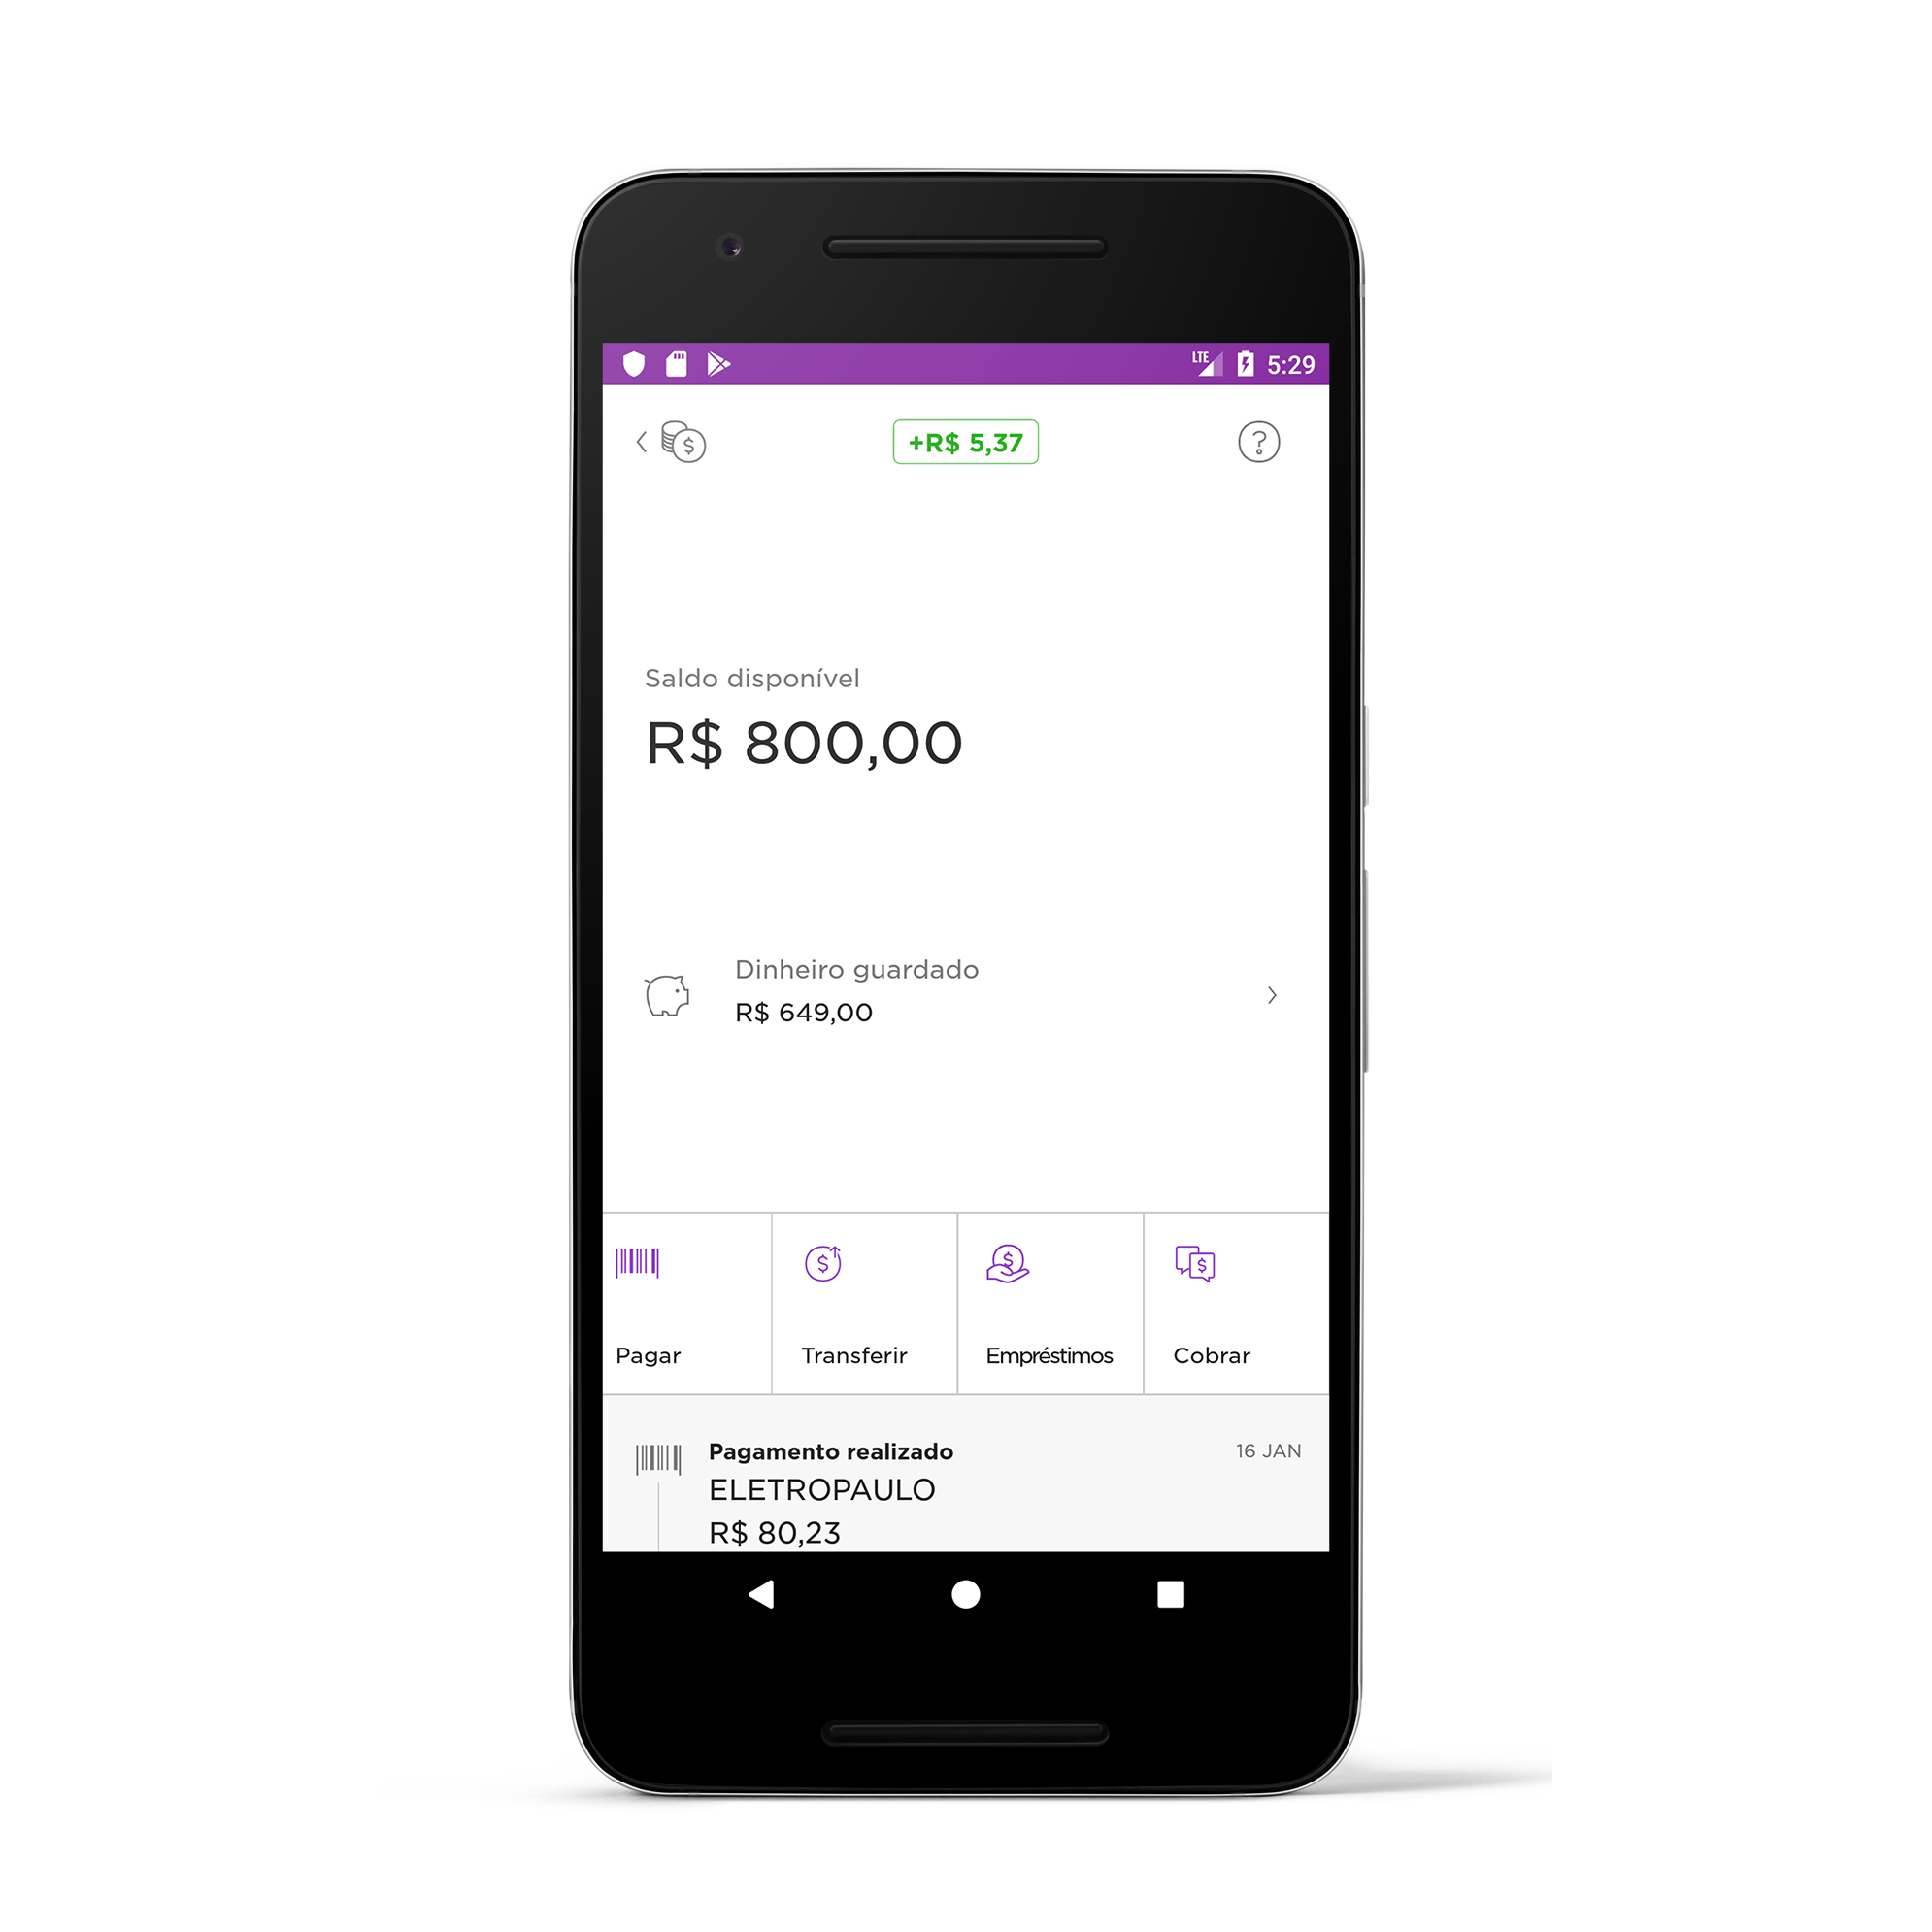 LTE 5:29
+R$ 5,37
?
Saldo disponível
R$ 800,00
Dinheiro guardado
R$ 649,00
Pagar Transferir Empréstimos Cobrar
Pagamento realizado 16 JAN
ELETROPAULO
R$ 80,23